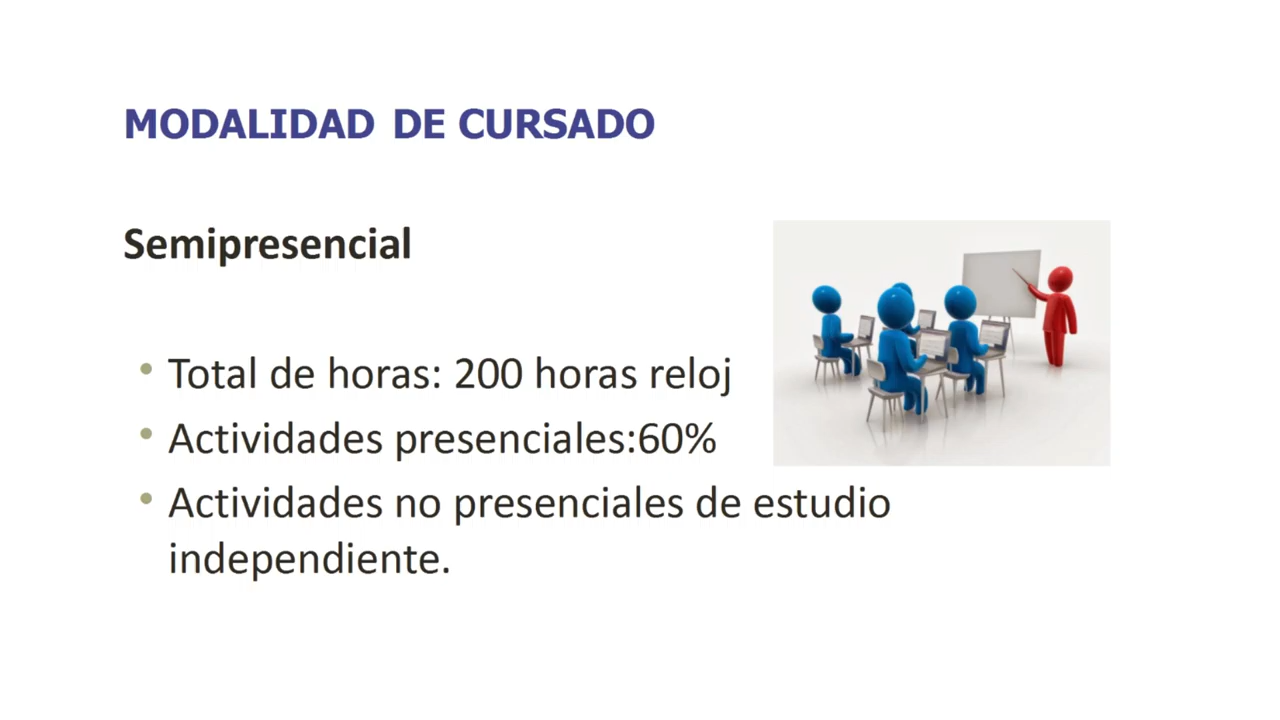 MODALIDAD DE CURSADO
Semipresencial
• Total de horas: 200 horas reloj
• Actividades presenciales:60%
• Actividades no presenciales de estudio
independiente.